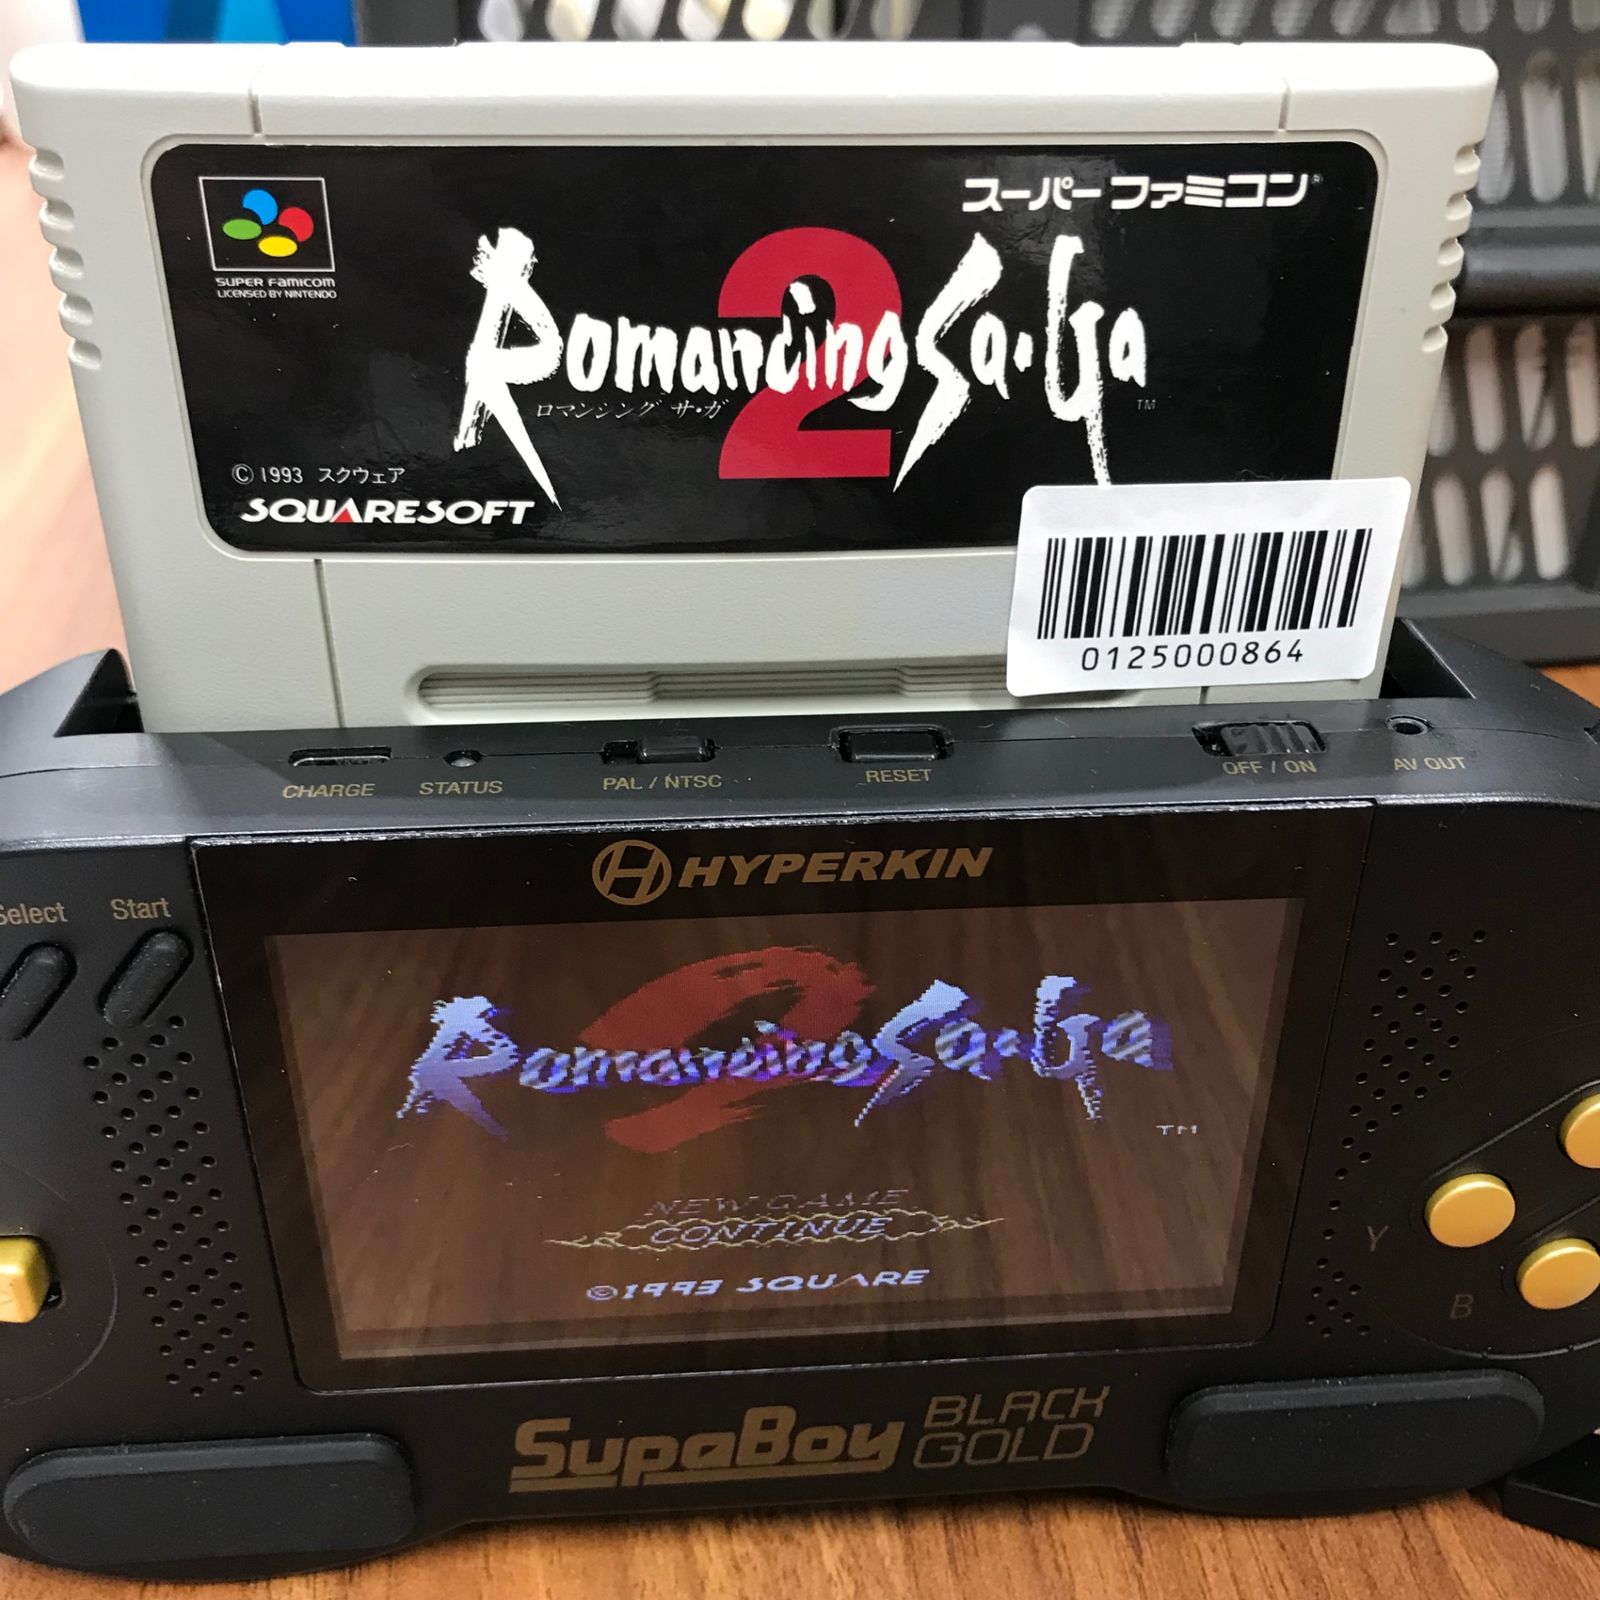 スーパーファミコン®
SUPER FAMICOM
LICENSED BY NINTENDO
2
Romancing Sa・Ga
TM
ロマンシング サ・ガ
© 1993 スクウェア
SQUARESOFT
0125000864
CHARGE STATUS PAL / NTSC RESET OFF / ON AV OUT
HYPERKIN
Select Start
2
Romancing Sa・Ga
TM
NEW GAME
CONTINUE
©1993 SQUARE
Y
B
SupaBoy BLACK
GOLD